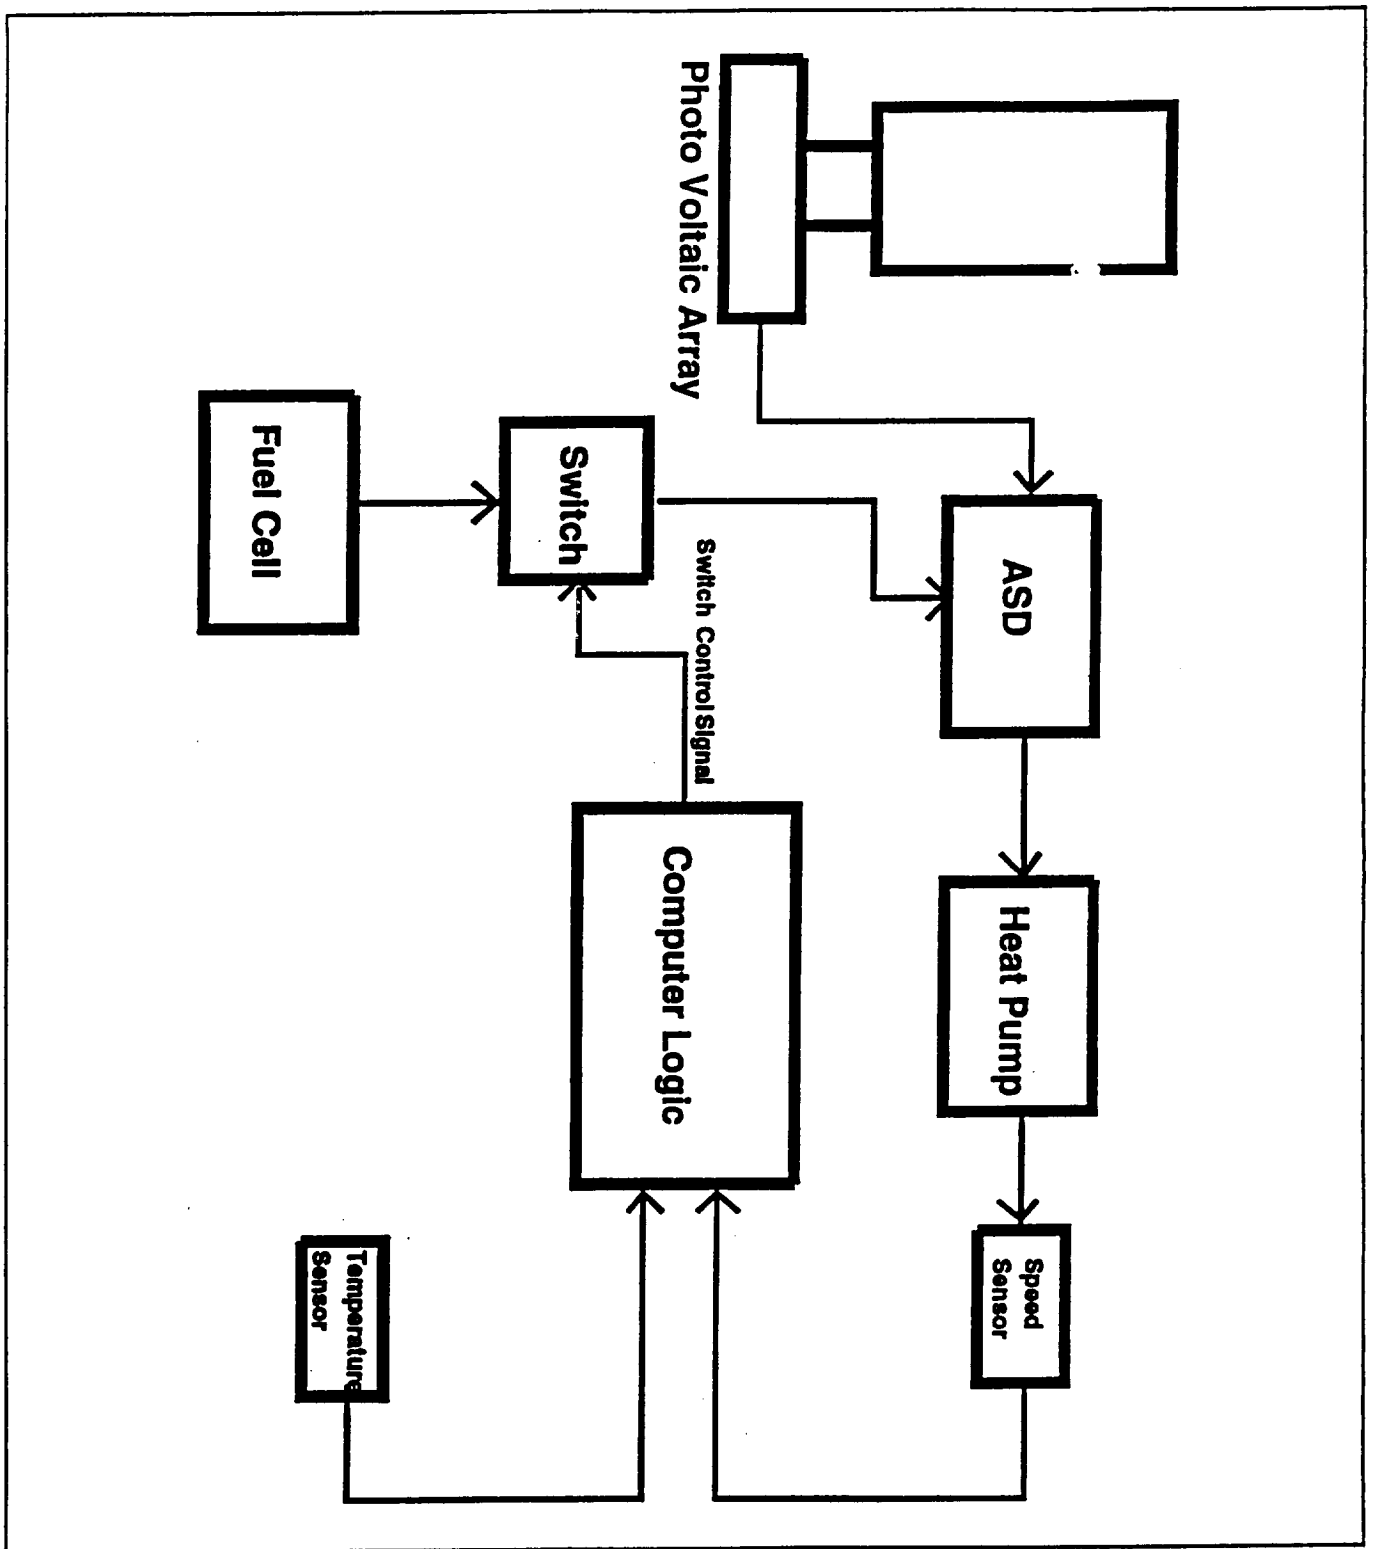 Photo Voltaic Array
ASD
Heat Pump
Speed
Sensor
Switch Control Signal
Switch
Computer Logic
Fuel Cell
Temperature
Sensor